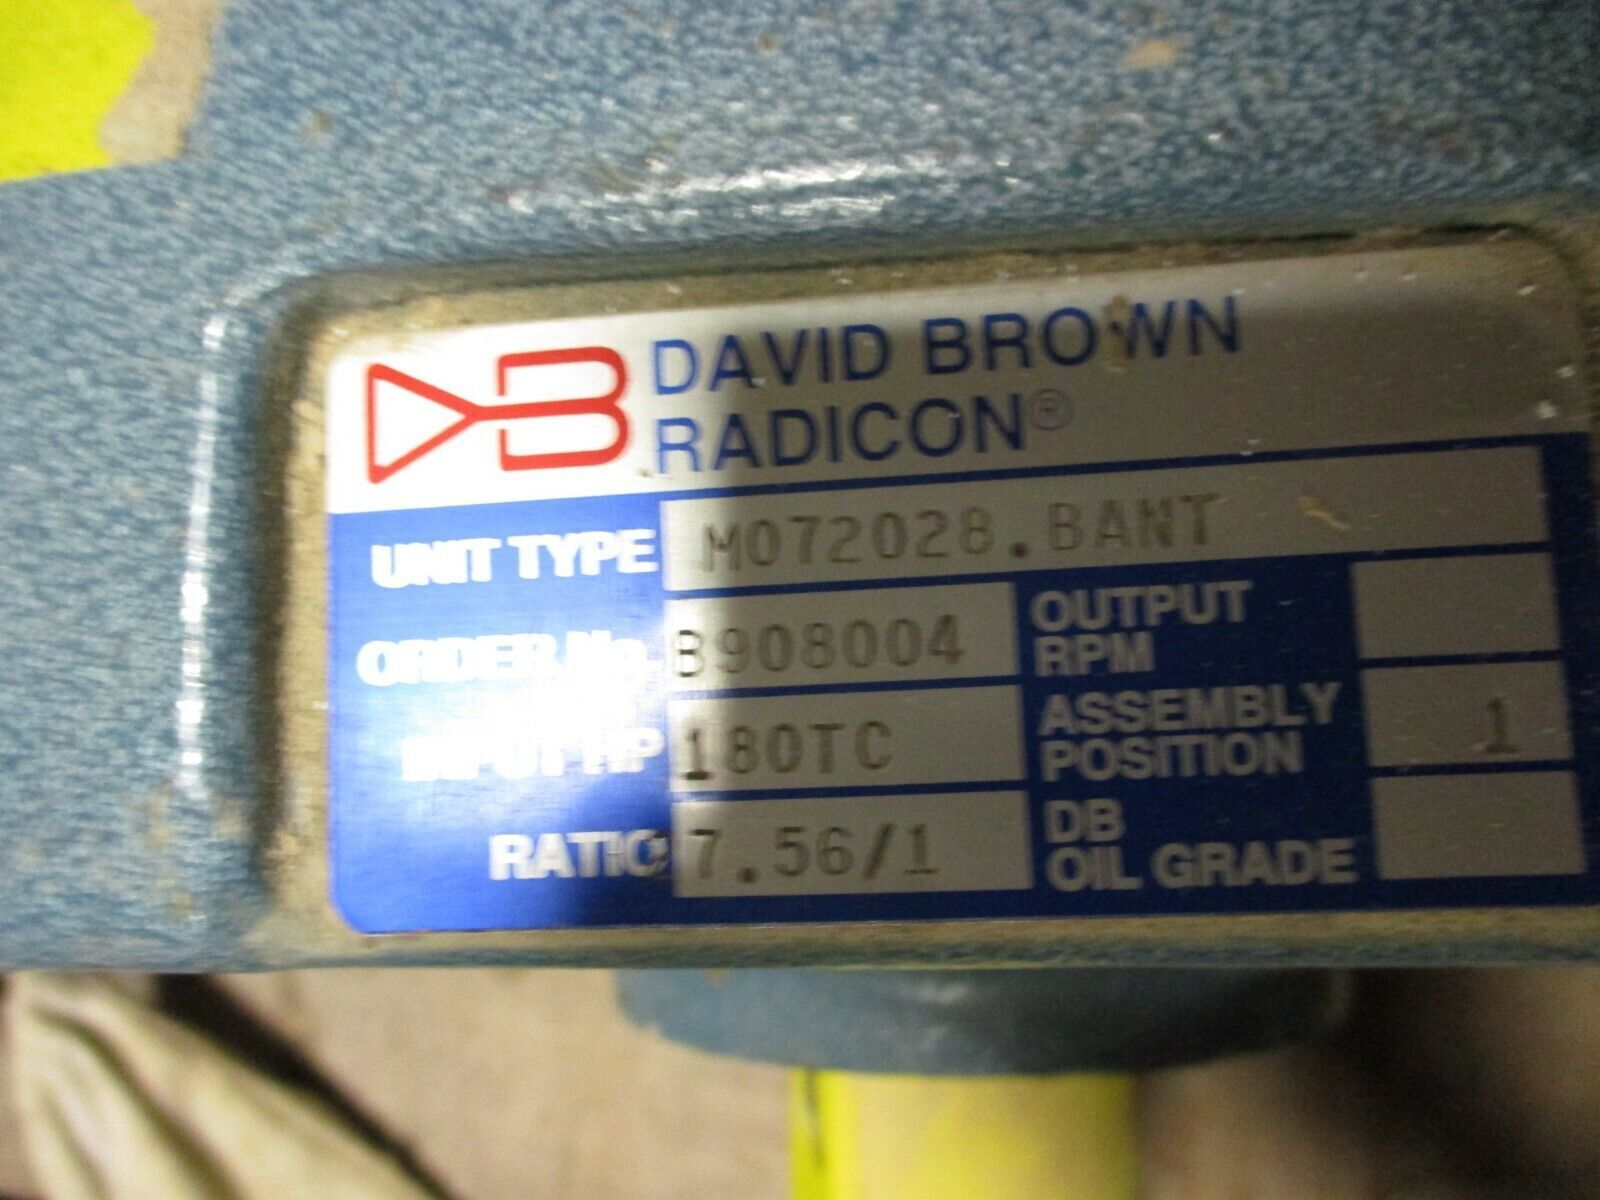 DB DAVID BROWN
RADICON®
UNIT TYPE M072028.BANT
ORDER No. B908004 OUTPUT RPM
INPUT HP 180TC ASSEMBLY POSITION 1
RATIO 7.56/1 DB OIL GRADE